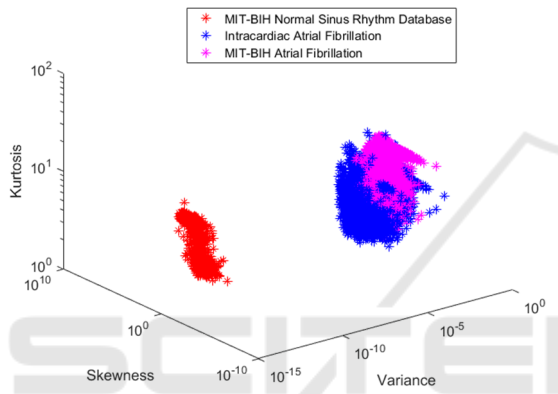 MIT-BIH Normal Sinus Rhythm Database
Intracardiac Atrial Fibrillation
MIT-BIH Atrial Fibrillation
10^2
10^1
10^0
Kurtosis
10^10
10^0
10^-10
Skewness
10^-15
10^-10
10^-5
10^0
Variance
SCITE